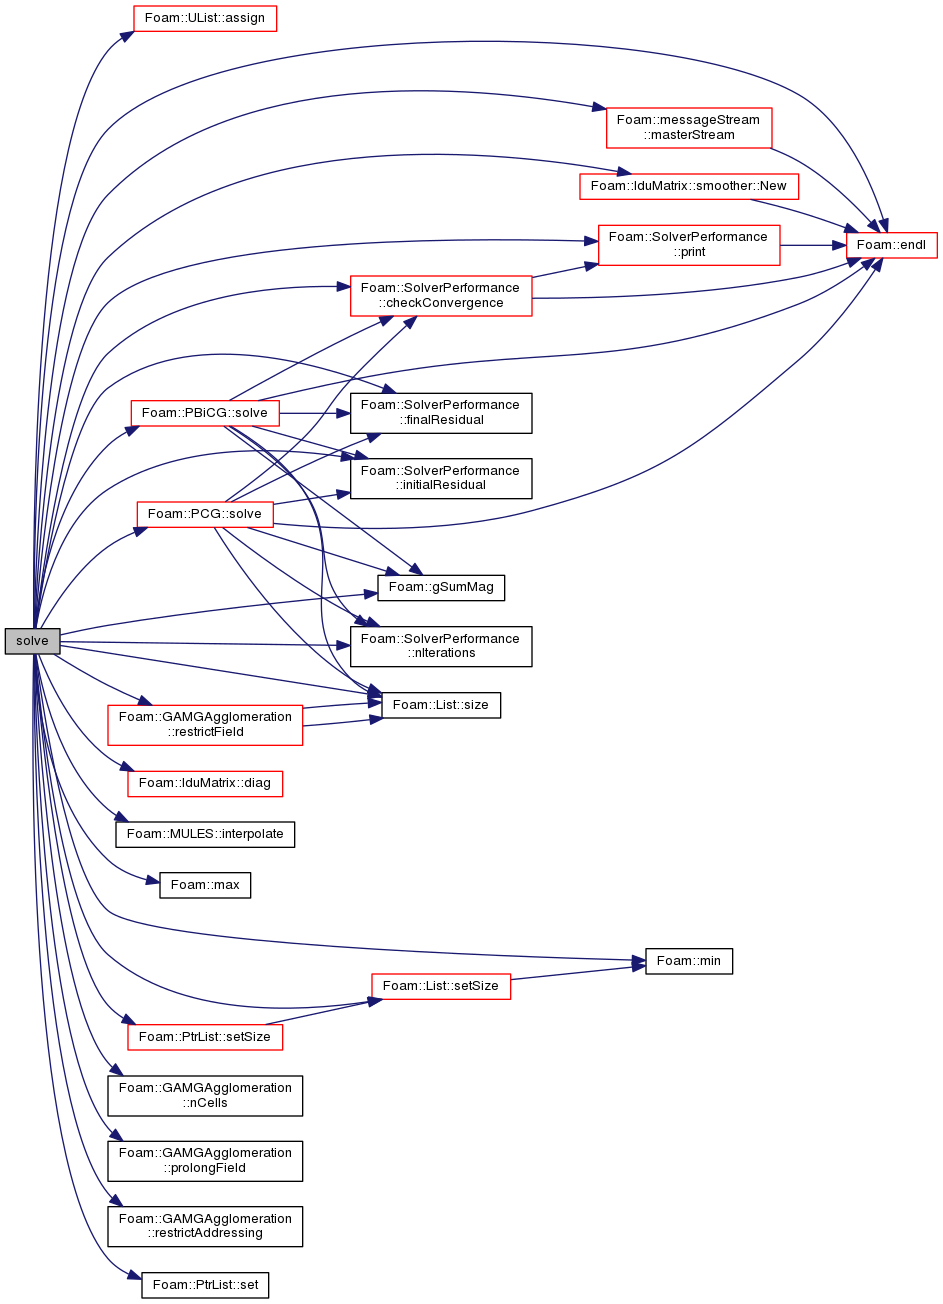 Foam::UList::assign
Foam::messageStream
::masterStream
Foam::lduMatrix::smoother::New
Foam::SolverPerformance
::print
Foam::endl
Foam::SolverPerformance
::checkConvergence
Foam::PBiCG::solve
Foam::SolverPerformance
::finalResidual
Foam::SolverPerformance
::initialResidual
Foam::PCG::solve
Foam::gSumMag
solve
Foam::SolverPerformance
::nIterations
Foam::List::size
Foam::GAMGAgglomeration
::restrictField
Foam::lduMatrix::diag
Foam::MULES::interpolate
Foam::max
Foam::min
Foam::List::setSize
Foam::PtrList::setSize
Foam::GAMGAgglomeration
::nCells
Foam::GAMGAgglomeration
::prolongField
Foam::GAMGAgglomeration
::restrictAddressing
Foam::PtrList::set